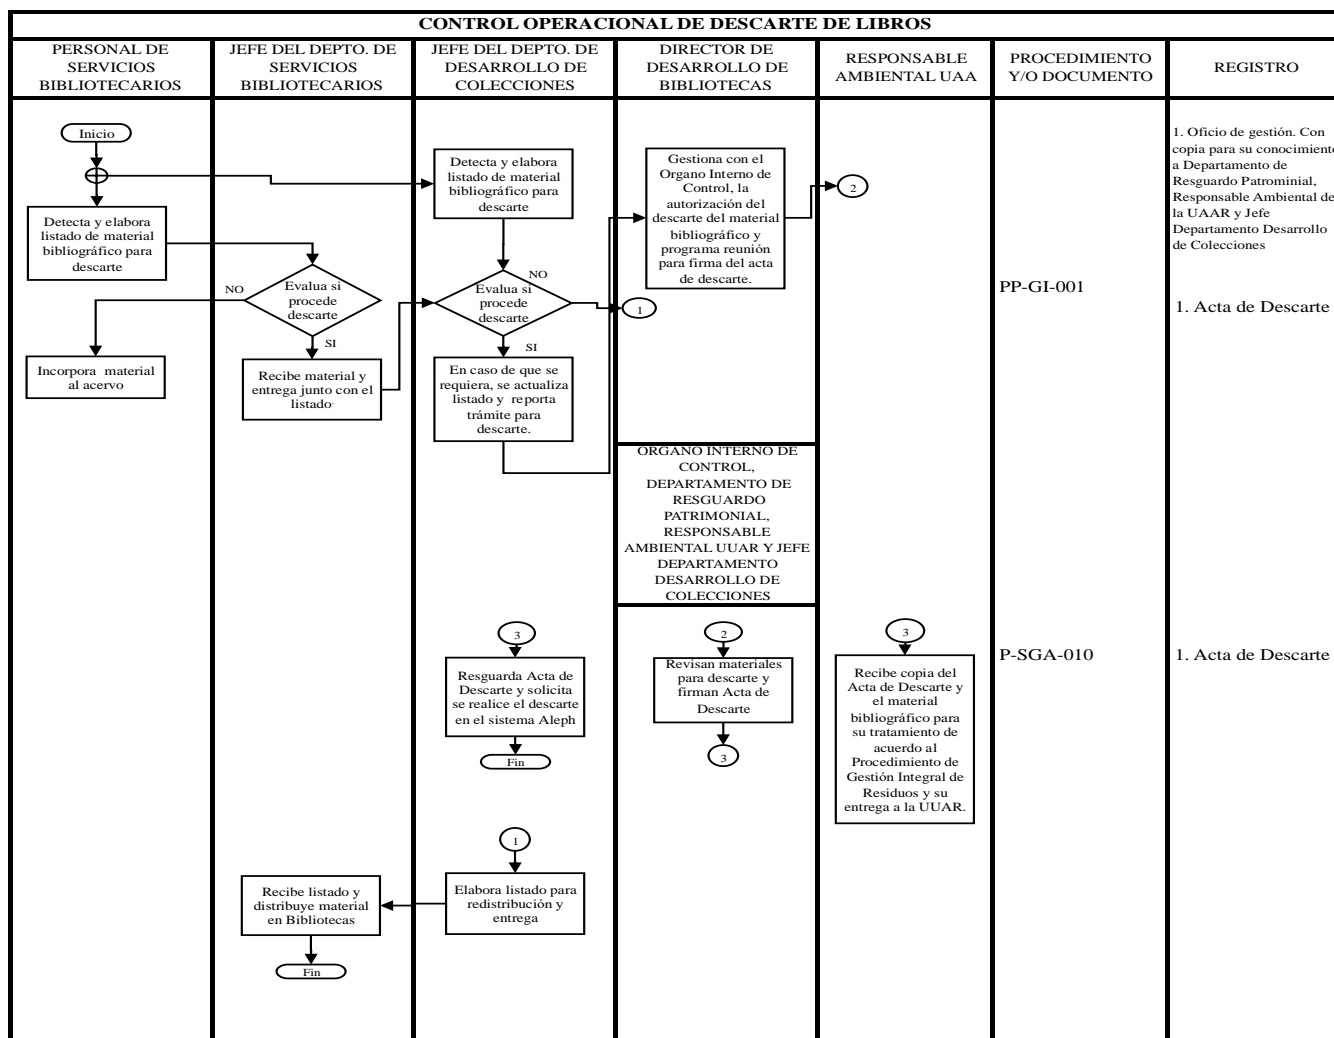 CONTROL OPERACIONAL DE DESCARTE DE LIBROS
PERSONAL DE
SERVICIOS
BIBLIOTECARIOS
JEFE DEL DEPTO. DE
SERVICIOS
BIBLIOTECARIOS
JEFE DEL DEPTO. DE
DESARROLLO DE
COLECCIONES
DIRECTOR DE
DESARROLLO DE
BIBLIOTECAS
RESPONSABLE
AMBIENTAL UAA
PROCEDIMIENTO
Y/O DOCUMENTO
REGISTRO
Inicio
Detecta y elabora
listado de material
bibliográfico para
descarte
NO
Incorpora material
al acervo
Evalua si
procede
descarte
SI
Recibe material y
entrega junto con el
listado.
Detecta y elabora
listado de material
bibliográfico para
descarte
NO
Evalua si
procede
descarte
SI
En caso de que se
requiera, se actualiza
listado y reporta
trámite para
descarte.
Gestiona con el
Organo Interno de
Control, la
autorización del
descarte del material
bibliográfico y
programa reunión
para firma del acta
de descarte.
1
2
PP-GI-001
1. Oficio de gestión. Con
copia para su conocimiento
a Departamento de
Resguardo Patrominial,
Responsable Ambiental de
la UAAR y Jefe
Departamento Desarrollo
de Colecciones
1. Acta de Descarte
ORGANO INTERNO DE
CONTROL,
DEPARTAMENTO DE
RESGUARDO
PATRIMONIAL,
RESPONSABLE
AMBIENTAL UUAR Y JEFE
DEPARTAMENTO
DESARROLLO DE
COLECCIONES
3
Resguarda Acta de
Descarte y solicita
se realice el descarte
en el sistema Aleph
Fin
2
Revisan materiales
para descarte y
firman Acta de
Descarte
3
3
Recibe copia del
Acta de Descarte y
el material
bibliográfico para
su tratamiento de
acuerdo al
Procedimiento de
Gestión Integral de
Residuos y su
entrega a la UUAR.
P-SGA-010
1. Acta de Descarte
1
Elabora listado para
redistribución y
entrega
Recibe listado y
distribuye material
en Bibliotecas
Fin